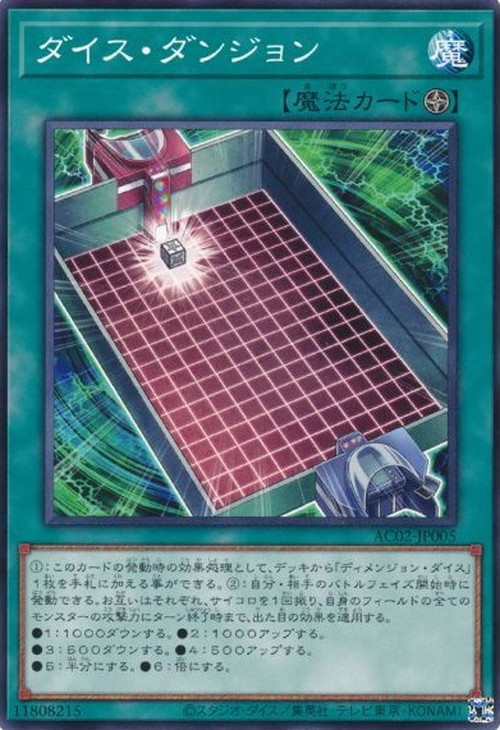 ダイス・ダンジョン
魔
【魔法カード】
AC02-JP005
①:このカードの発動時の効果処理として、デッキから「ディメンジョン・ダイス」
1枚を手札に加える事ができる。②:自分・相手のバトルフェイズ開始時に
発動できる。お互いはそれぞれ、サイコロを1回振り、自身のフィールドの全ての
モンスターの攻撃力にターン終了時まで、出た目の効果を適用する。
●1:1000ダウンする。●2:1000アップする。
●3:500ダウンする。●4:500アップする。
●5:半分にする。●6:倍にする。
11808215
©スタジオ・ダイス/集英社・テレビ東京・KONAMI